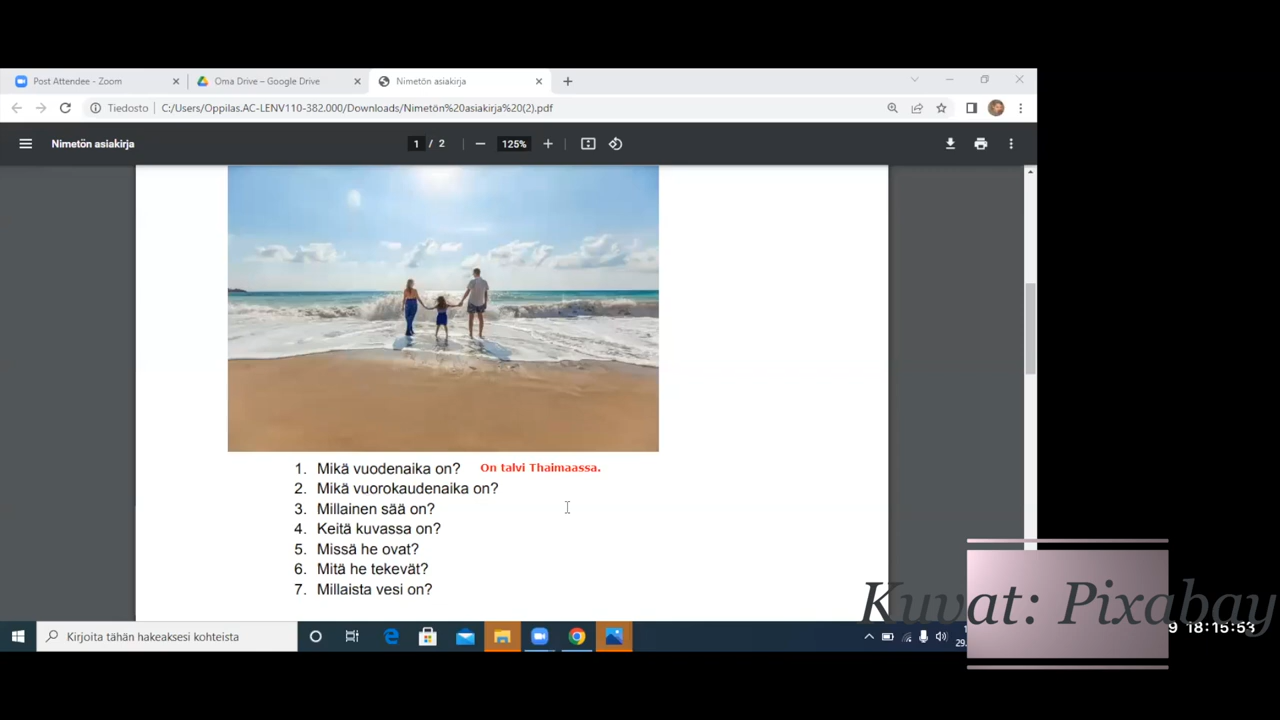 Post Attendee - Zoom
Oma Drive – Google Drive
Nimetön asiakirja
Tiedosto
C:/Users/Oppilas.AC-LENV110-382.000/Downloads/Nimetön%20asiakirja%20(2).pdf
Nimetön asiakirja
1 / 2
125%
1. Mikä vuodenaika on? On talvi Thaimaassa.
2. Mikä vuorokaudenaika on?
3. Millainen sää on?
4. Keitä kuvassa on?
5. Missä he ovat?
6. Mitä he tekevät?
7. Millaista vesi on?
Kuvat: Pixabay
18:15:53
Kirjoita tähän hakeaksesi kohteista